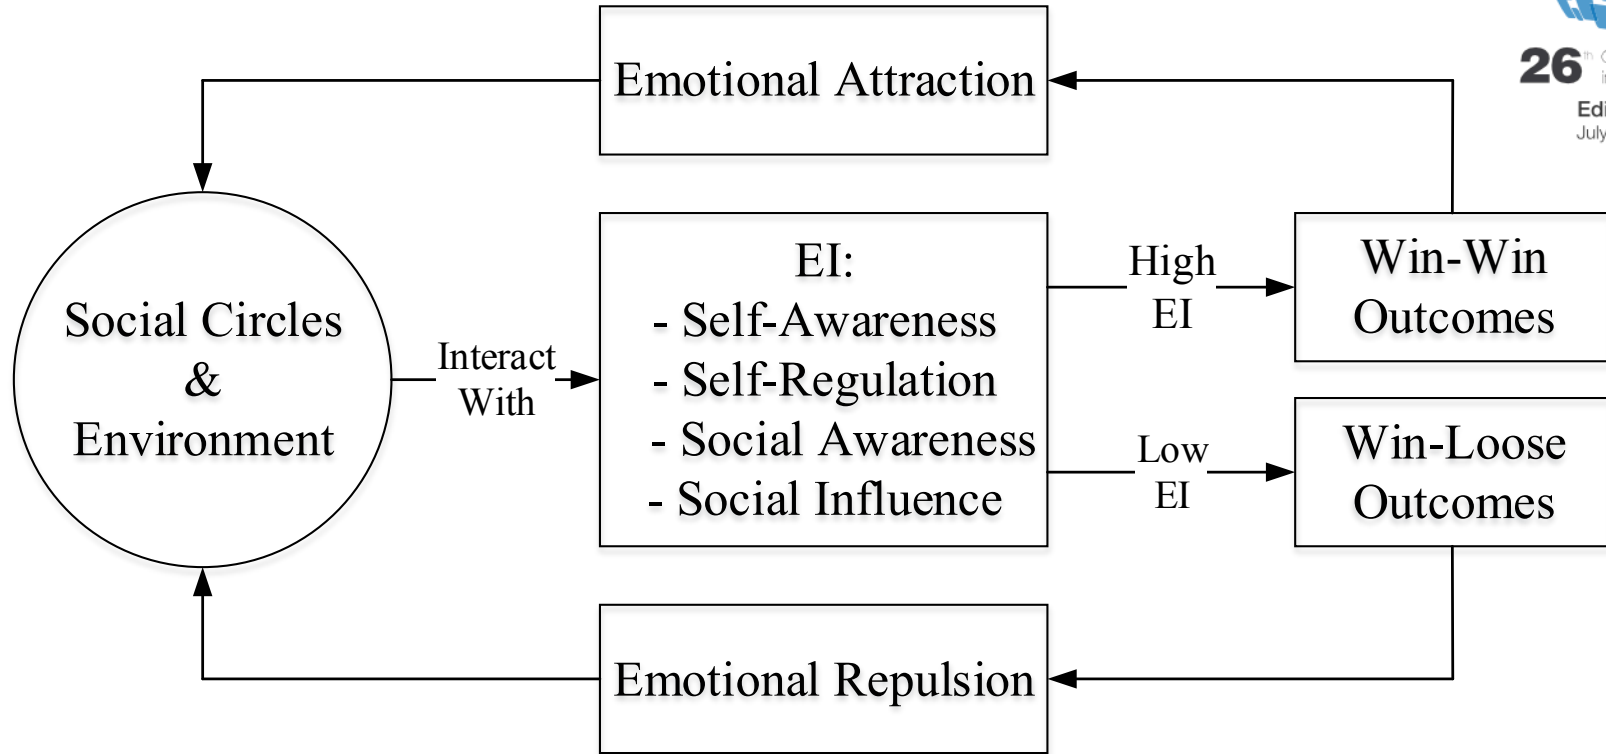 Emotional Attraction
26th
Edi
July
Social Circles
&
Environment
Interact
With
EI:
- Self-Awareness
- Self-Regulation
- Social Awareness
- Social Influence
High
EI
Win-Win
Outcomes
Low
EI
Win-Loose
Outcomes
Emotional Repulsion